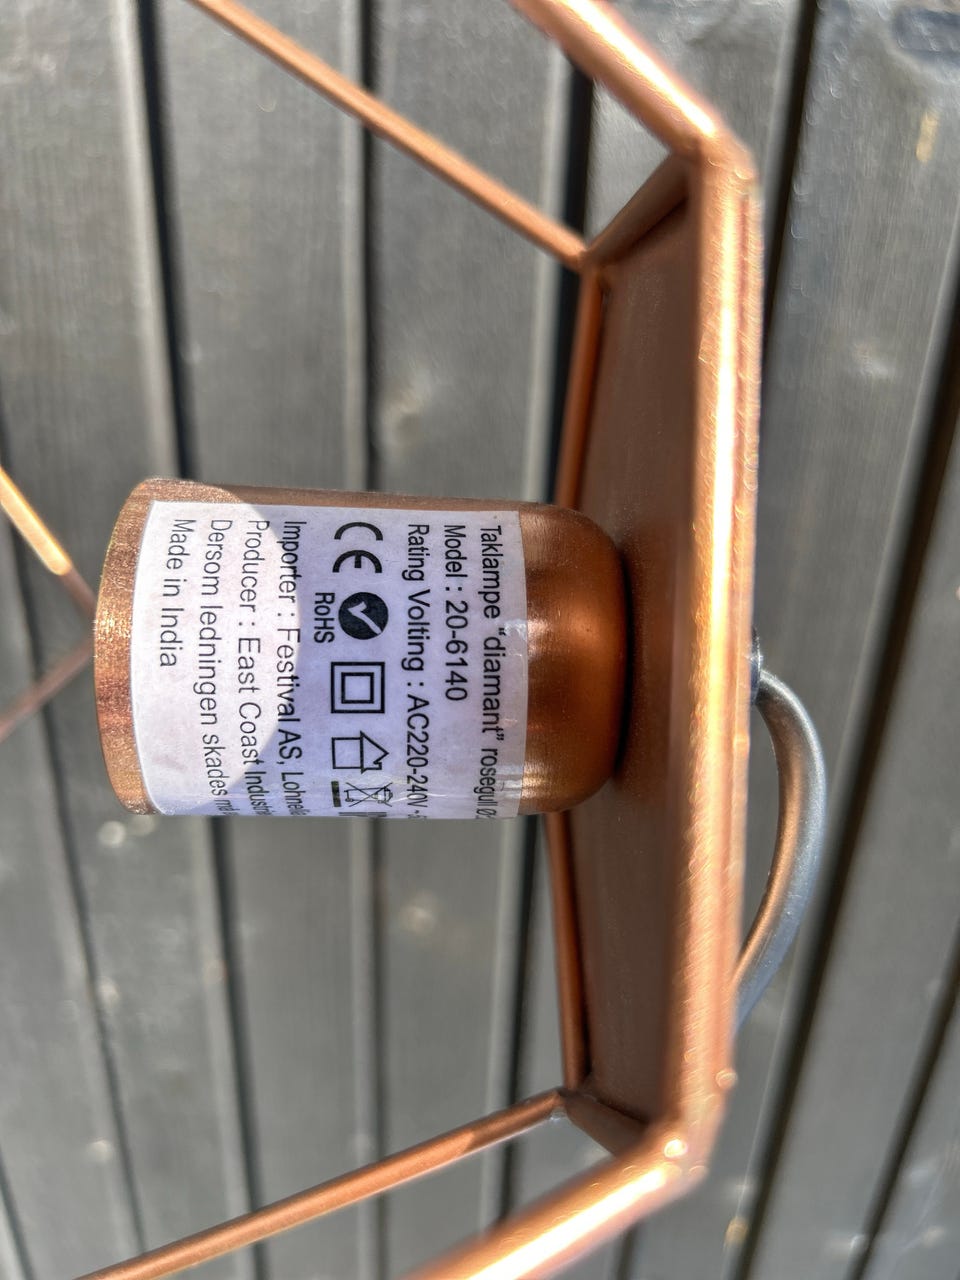 Taklampe “diamant” rosegull
Model : 20-6140
Rating Volting : AC220-240V
CE
RoHS
Importer : Festival AS,
Producer : East Coast
Dersom ledningen skades
Made in India